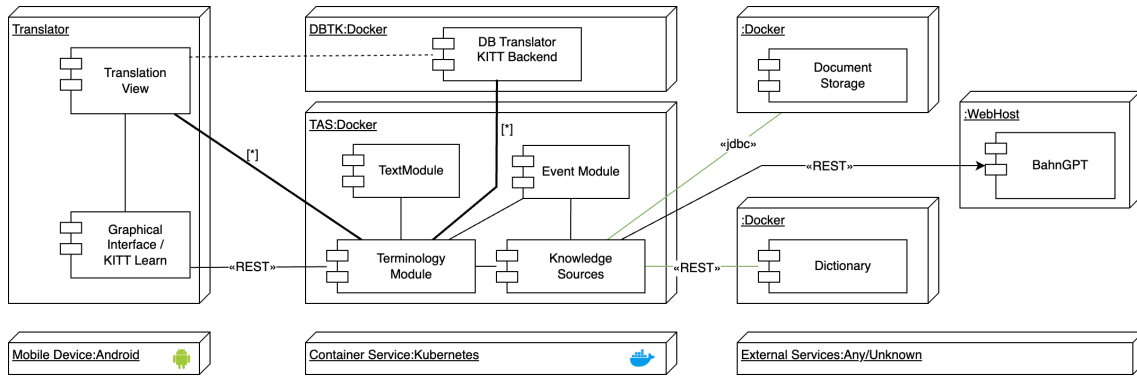 Translator
Translation
View
Graphical
Interface /
KITT Learn
DBTK:Docker
DB Translator
KITT Backend
TAS:Docker
[*]
[*]
TextModule
Event Module
Terminology
Module
Knowledge
Sources
«REST»
:Docker
Document
Storage
«jdbc»
«REST»
:WebHost
BahnGPT
:Docker
Dictionary
«REST»
Mobile Device:Android
Container Service:Kubernetes
External Services:Any/Unknown